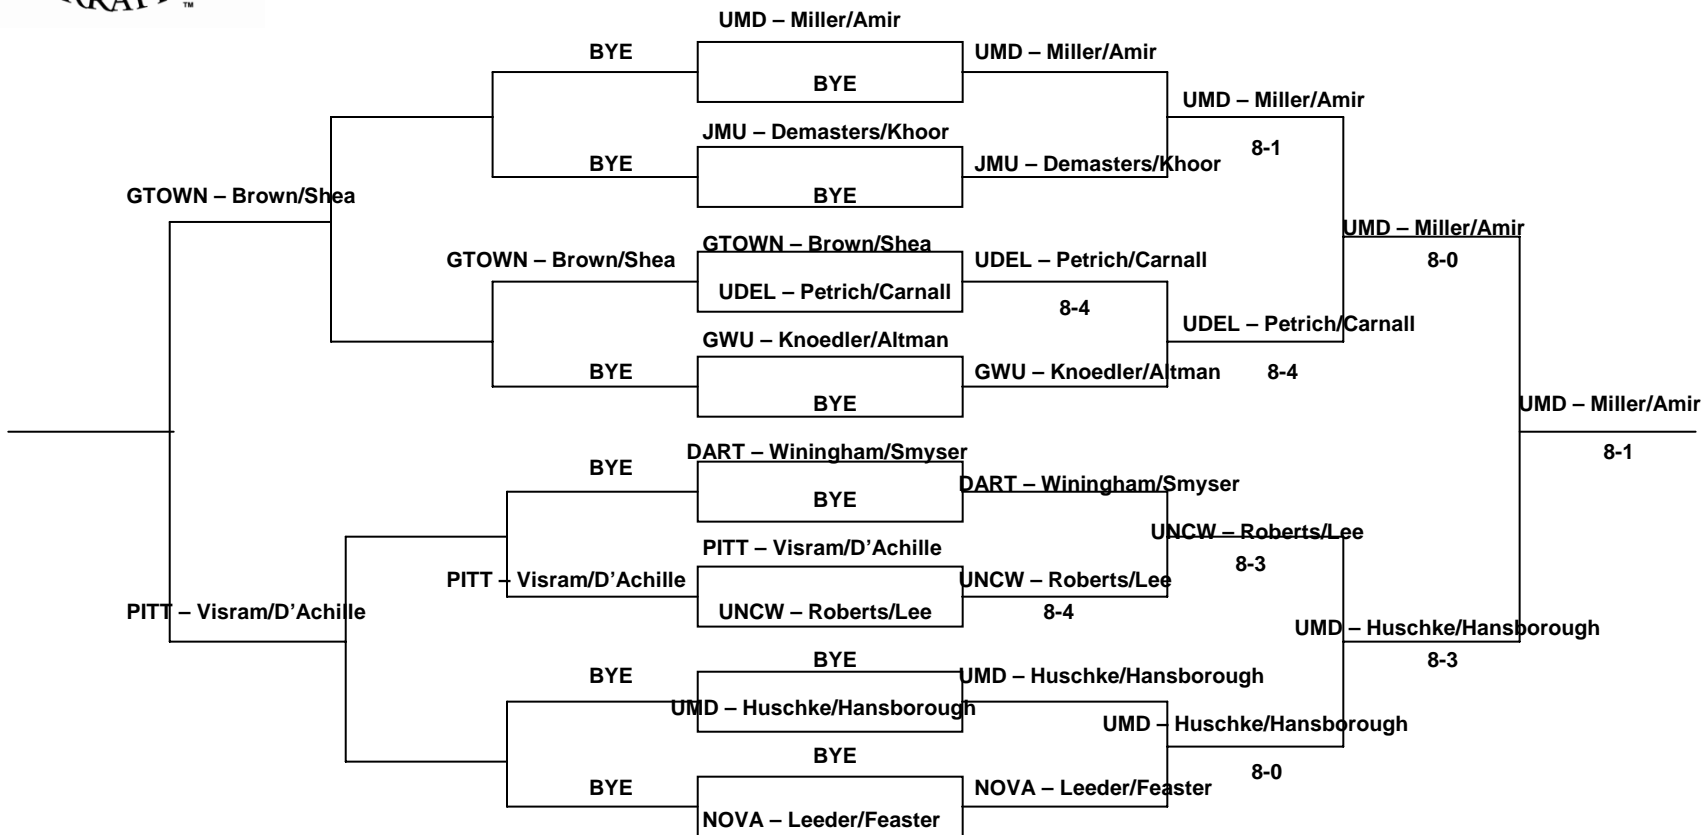 UMD – Miller/Amir
BYE
UMD – Miller/Amir
BYE
UMD – Miller/Amir
JMU – Demasters/Khoor
8-1
BYE
JMU – Demasters/Khoor
BYE
GTOWN – Brown/Shea
UMD – Miller/Amir
GTOWN – Brown/Shea
GTOWN – Brown/Shea
UDEL – Petrich/Carnall
8-0
UDEL – Petrich/Carnall
8-4
UDEL – Petrich/Carnall
GWU – Knoedler/Altman
BYE
GWU – Knoedler/Altman
8-4
BYE
UMD – Miller/Amir
DART – Winingham/Smyser
8-1
BYE
DART – Winingham/Smyser
BYE
UNCW – Roberts/Lee
PITT – Visram/D’Achille
8-3
PITT – Visram/D’Achille
UNCW – Roberts/Lee
PITT – Visram/D’Achille
UNCW – Roberts/Lee
8-4
UMD – Huschke/Hansborough
BYE
8-3
BYE
UMD – Huschke/Hansborough
UMD – Huschke/Hansborough
UMD – Huschke/Hansborough
BYE
8-0
BYE
NOVA – Leeder/Feaster
NOVA – Leeder/Feaster